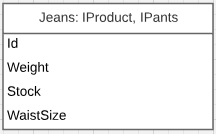 Jeans: IProduct, IPants
Id
Weight
Stock
WaistSize